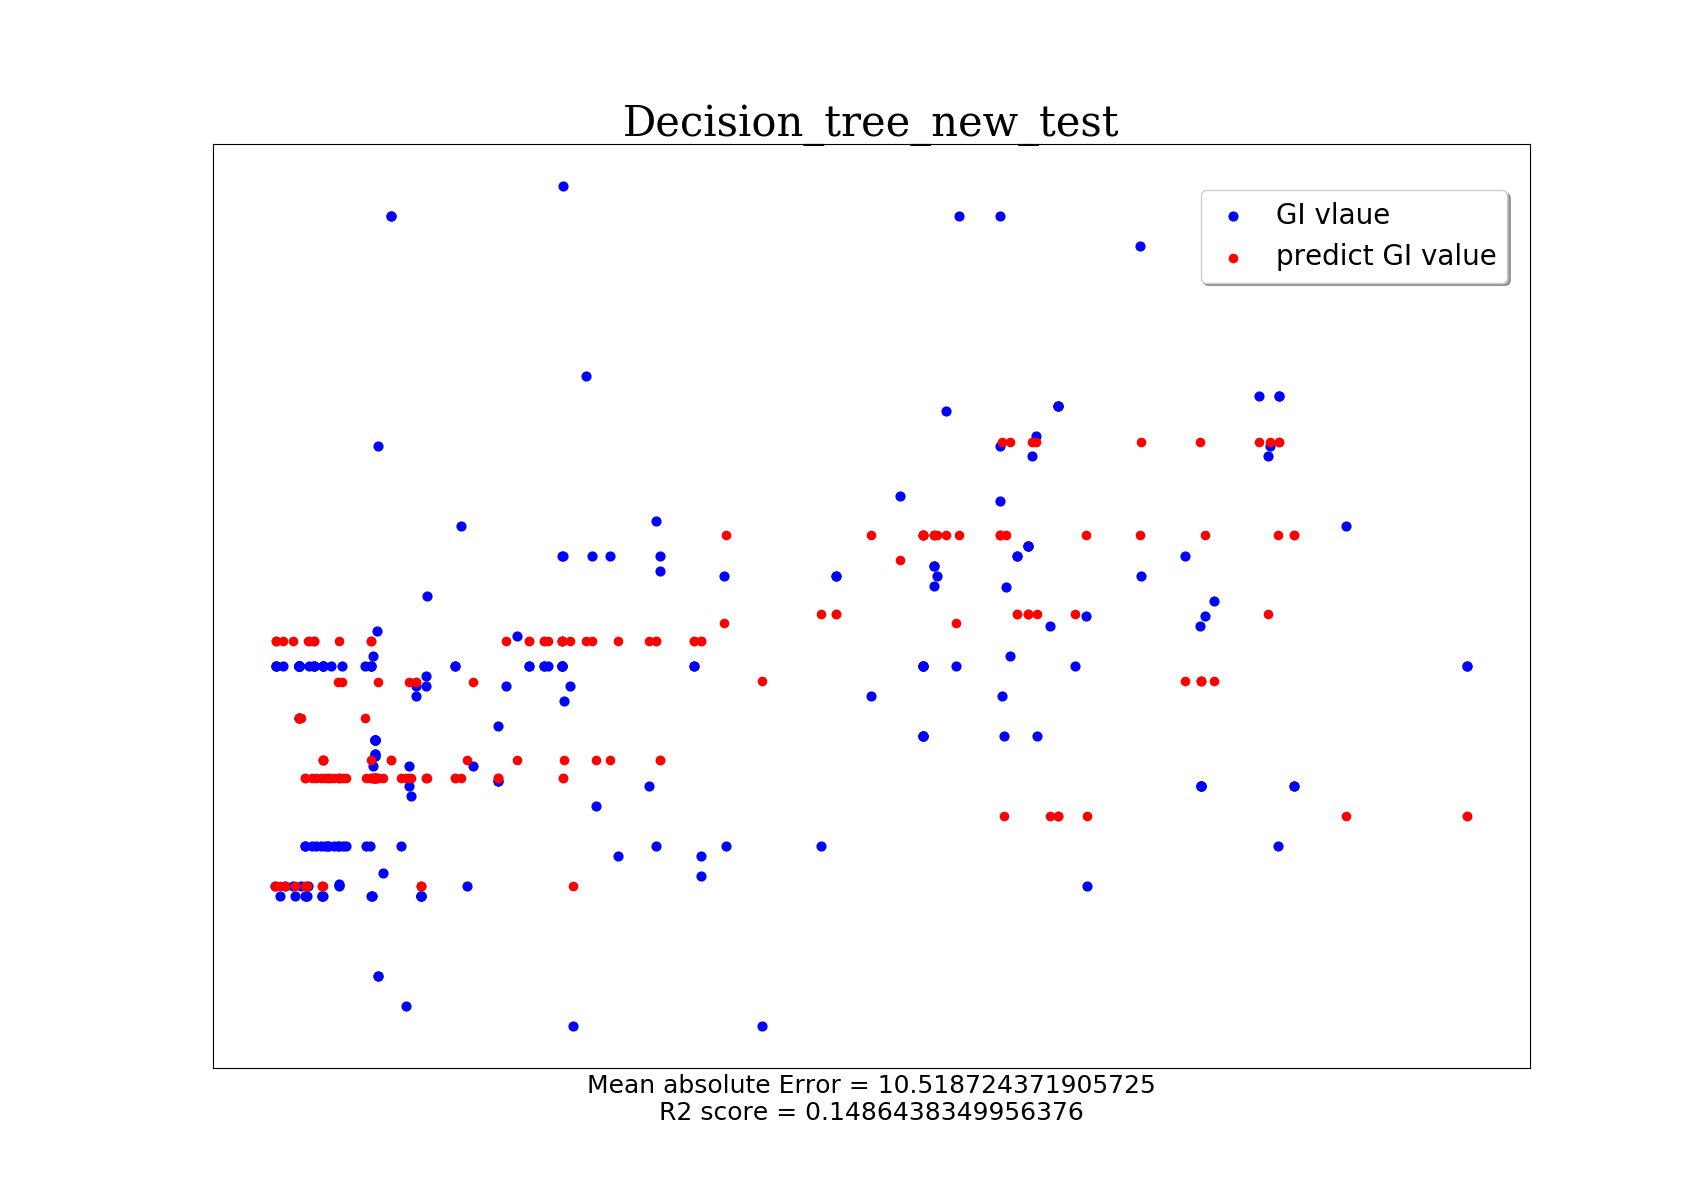 Decision_tree_new_test
GI vlaue
predict GI value
Mean absolute Error = 10.518724371905725
R2 score = 0.1486438349956376